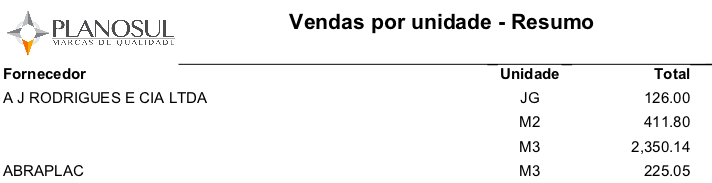 PLANOSUL
MARCAS DE QUALIDADE
Vendas por unidade - Resumo
Fornecedor Unidade Total
A J RODRIGUES E CIA LTDA JG 126.00
M2 411.80
M3 2,350.14
ABRAPLAC M3 225.05